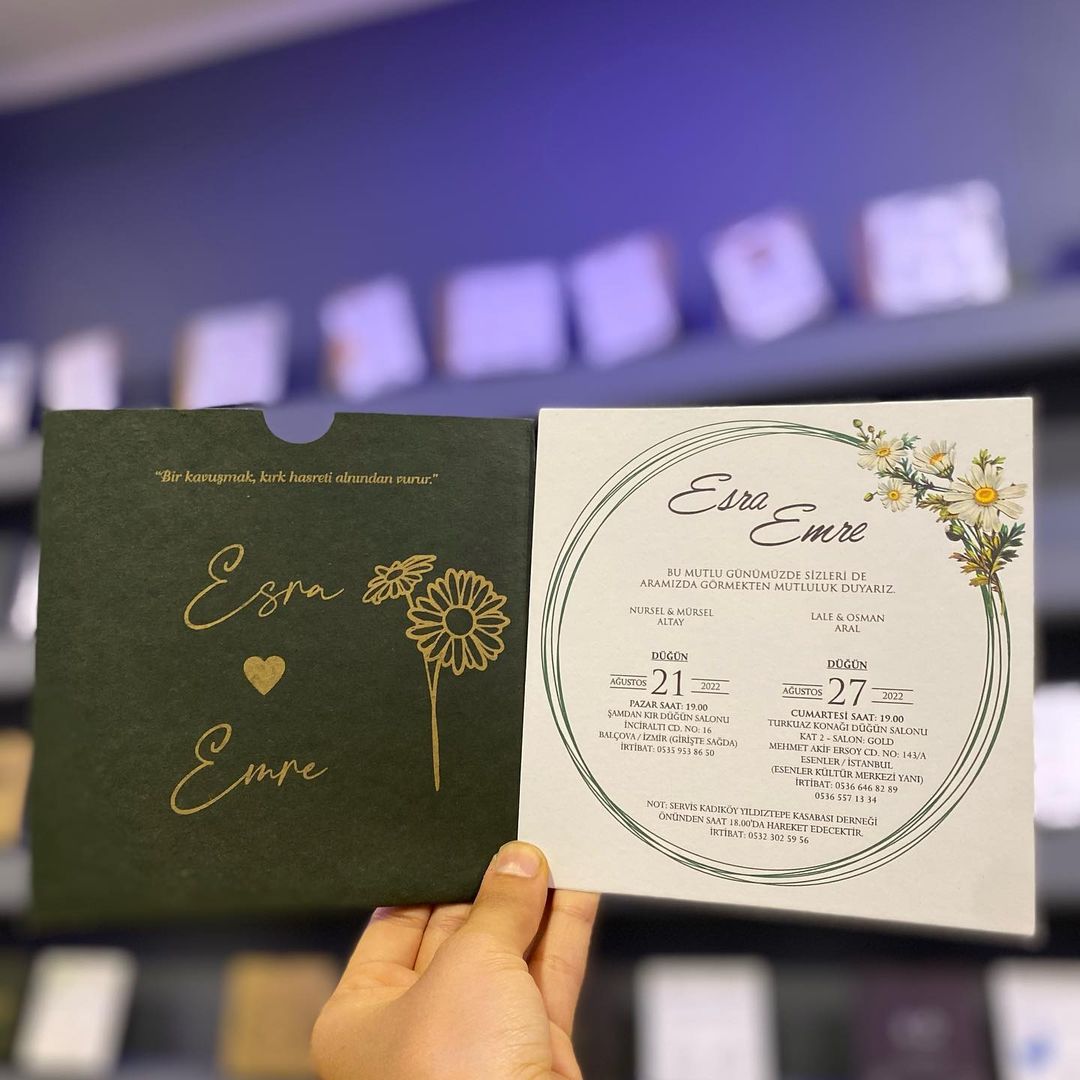 "Bir kavuşmak, kırk hasreti alnından vurur."
Esra
Emre
Esra
Emre
BU MUTLU GÜNÜMÜZDE SİZLERİ DE
ARAMIZDA GÖRMEKTEN MUTLULUK DUYARIZ.
NURSEL & MÜRSEL
ALTAY
LALE & OSMAN
ARAL
DÜĞÜN
AĞUSTOS 21 2022
PAZAR SAAT: 19.00
ŞAMDAN KIR DÜĞÜN SALONU
İNCİRALTI CD. NO: 16
BALÇOVA / İZMİR (GİRİŞTE SAĞDA)
İRTİBAT: 0535 953 86 50
DÜĞÜN
AĞUSTOS 27 2022
CUMARTESİ SAAT: 19.00
TURKUAZ KONAĞI DÜĞÜN SALONU
KAT 2 - SALON: GOLD
MEHMET AKİF ERSOY CD. NO: 143/A
ESENLER / İSTANBUL
(ESENLER KÜLTÜR MERKEZİ YANI)
İRTİBAT: 0536 646 82 89
0536 557 13 34
NOT: SERVİS KADIKÖY YILDIZTEPE KASABASI DERNEĞİ
ÖNÜNDEN SAAT 18.00'DA HAREKET EDECEKTİR.
İRTİBAT: 0532 302 59 56